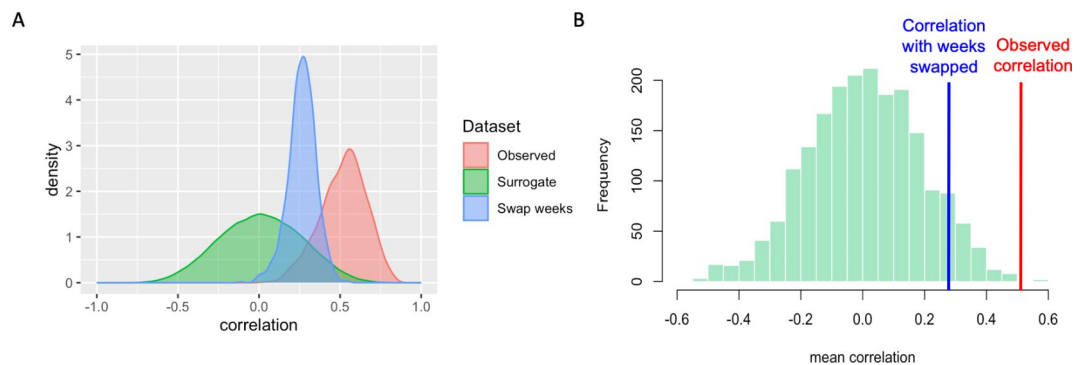 A
density
5
4
3
2
1
0
-1.0
-0.5
0.0
0.5
1.0
correlation
Dataset
Observed
Surrogate
Swap weeks
B
Correlation
with weeks
swapped
Observed
correlation
Frequency
200
150
100
50
0
-0.6
-0.4
-0.2
0.0
0.2
0.4
0.6
mean correlation